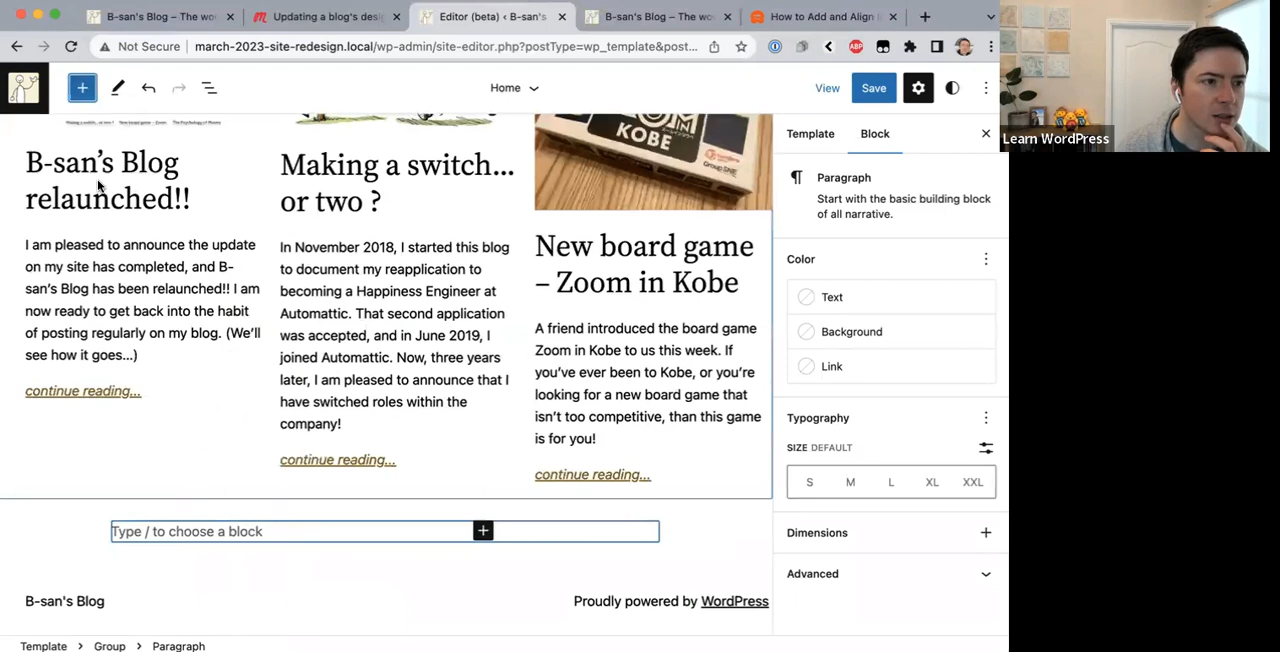 B-san's Blog – The wo
Updating a blog's desi
Editor (beta) ‹ B-san's
B-san's Blog – The wo
How to Add and Align I
Not Secure
march-2023-site-redesign.local/wp-admin/site-editor.php?postType=wp_template&post...
ABP
Home
View
Save
KOBE
Template
Block
Learn WordPress
B-san's Blog
relaunched!!
I am pleased to announce the update
on my site has completed, and B-
san's Blog has been relaunched!! I am
now ready to get back into the habit
of posting regularly on my blog. (We'll
see how it goes...)
continue reading...
Making a switch...
or two ?
In November 2018, I started this blog
to document my reapplication to
becoming a Happiness Engineer at
Automattic. That second application
was accepted, and in June 2019, I
joined Automattic. Now, three years
later, I am pleased to announce that I
have switched roles within the
company!
continue reading...
New board game
– Zoom in Kobe
A friend introduced the board game
Zoom in Kobe to us this week. If
you've ever been to Kobe, or you're
looking for a new board game that
isn't too competitive, than this game
is for you!
continue reading...
Type / to choose a block
B-san's Blog
Proudly powered by WordPress
Paragraph
Start with the basic building block
of all narrative.
Color
Text
Background
Link
Typography
SIZE DEFAULT
S M L XL XXL
Dimensions
Advanced
Template > Group > Paragraph